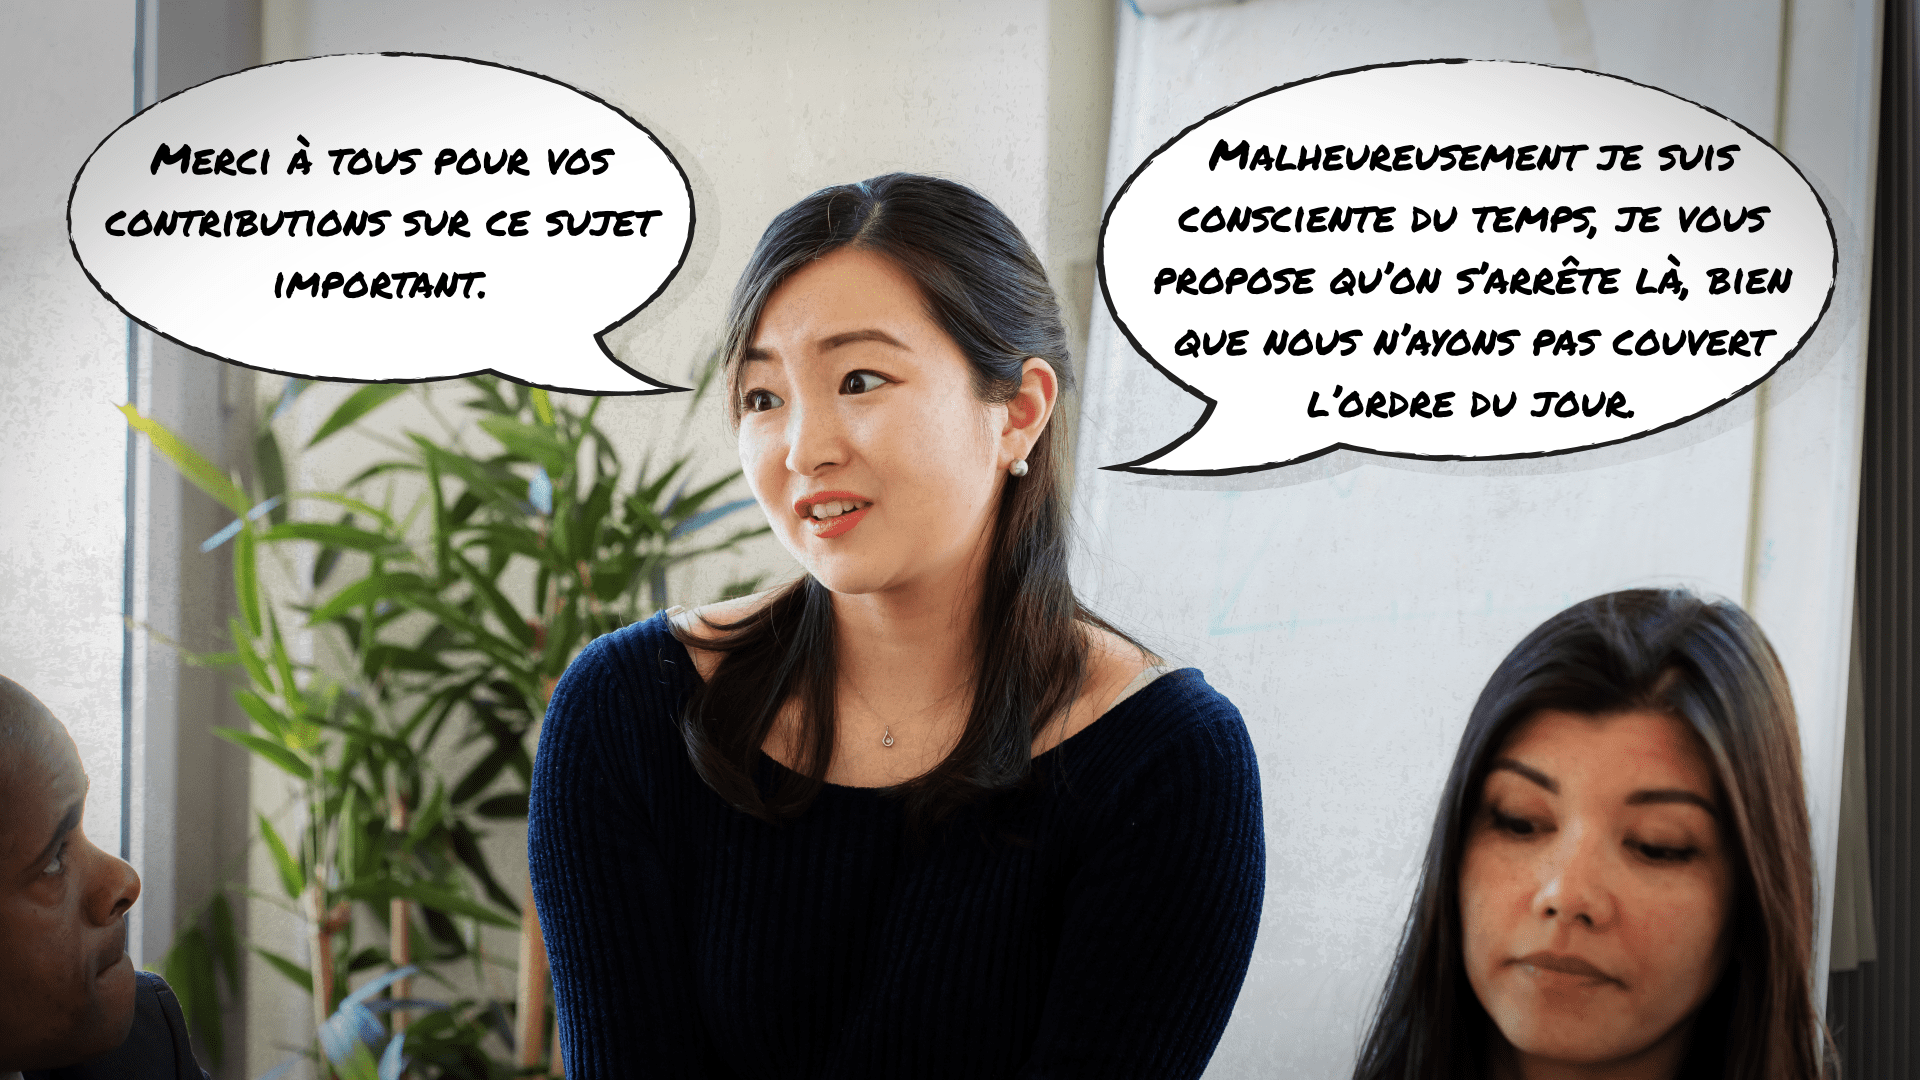 Merci à tous pour vos
contributions sur ce sujet
important.
Malheureusement je suis
consciente du temps, je vous
propose qu'on s'arrête là, bien
que nous n'ayons pas couvert
l'ordre du jour.